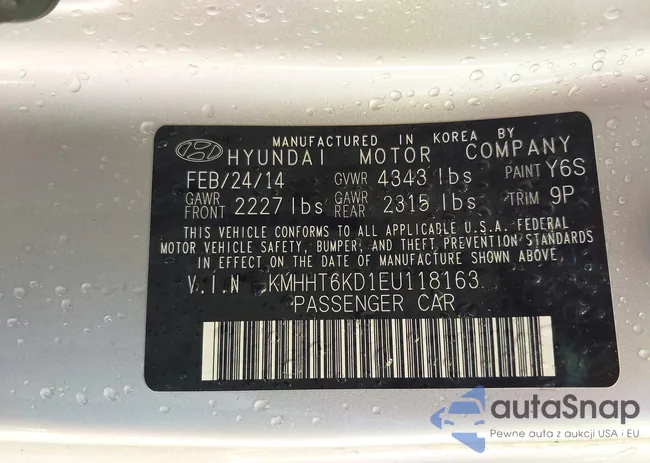 MANUFACTURED IN KOREA BY
HYUNDAI MOTOR COMPANY
FEB/24/14 GVWR 4343 lbs PAINT Y6S
GAWR FRONT 2227 lbs GAWR REAR 2315 lbs TRIM 9P
THIS VEHICLE CONFORMS TO ALL APPLICABLE U.S.A. FEDERAL
MOTOR VEHICLE SAFETY, BUMPER, AND THEFT PREVENTION STANDARDS
IN EFFECT ON THE DATE OF MANUFACTURE SHOWN ABOVE.
V.I.N KMHHT6KD1EU118163
PASSENGER CAR
autaSnap
Pewne auta z aukcji USA i EU